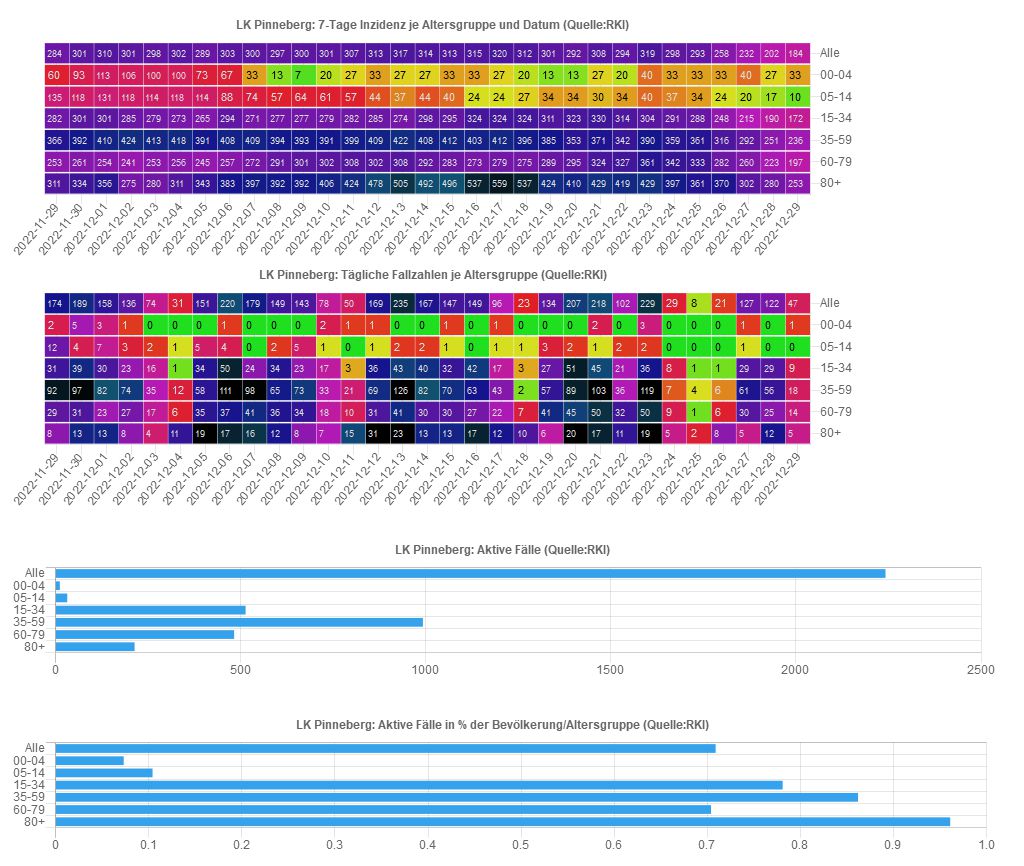 LK Pinneberg: 7-Tage Inzidenz je Altersgruppe und Datum (Quelle:RKI)
284 301 310 301 298 302 289 303 300 297 300 301 307 313 317 314 313 315 320 312 301 292 308 294 319 298 293 258 232 202 184 Alle
60 93 113 106 100 100 73 67 33 13 7 20 27 33 27 27 33 33 27 20 13 13 27 20 40 33 33 33 40 27 33 00-04
135 118 131 118 114 118 114 88 74 57 64 61 57 44 37 44 40 24 24 27 34 34 30 34 40 37 34 24 20 17 10 05-14
282 301 301 285 279 273 265 294 271 277 277 279 282 285 274 298 295 324 324 324 311 323 330 314 304 291 288 248 215 190 172 15-34
366 392 410 424 413 418 391 408 409 394 393 391 399 409 422 408 412 403 412 396 385 353 371 342 390 359 361 316 292 251 236 35-59
253 261 254 241 253 256 245 257 272 291 301 302 308 302 308 292 283 273 279 275 289 295 324 327 361 342 333 282 260 223 197 60-79
311 334 356 275 280 311 343 383 397 392 392 406 424 478 505 492 496 537 559 537 424 410 429 419 429 397 361 370 302 280 253 80+
2022-11-29 2022-11-30 2022-12-01 2022-12-02 2022-12-03 2022-12-04 2022-12-05 2022-12-06 2022-12-07 2022-12-08 2022-12-09 2022-12-10 2022-12-11 2022-12-12 2022-12-13 2022-12-14 2022-12-15 2022-12-16 2022-12-17 2022-12-18 2022-12-19 2022-12-20 2022-12-21 2022-12-22 2022-12-23 2022-12-24 2022-12-25 2022-12-26 2022-12-27 2022-12-28 2022-12-29
LK Pinneberg: Tägliche Fallzahlen je Altersgruppe (Quelle:RKI)
174 189 158 136 74 31 151 220 179 149 143 78 50 169 235 167 147 149 96 23 134 207 218 102 229 29 8 21 127 122 47 Alle
2 5 3 1 0 0 0 1 0 0 0 2 1 1 0 0 1 0 1 0 0 0 2 0 3 0 0 0 1 0 1 00-04
12 4 7 3 2 1 5 4 0 2 5 1 0 1 2 2 1 0 1 1 3 2 1 2 2 0 0 0 1 0 0 05-14
31 39 30 23 16 1 34 50 24 34 23 17 3 36 43 40 32 42 17 3 27 51 45 21 36 8 1 1 29 29 9 15-34
92 97 82 74 35 12 58 111 98 65 73 33 21 69 126 82 70 63 43 2 57 89 103 36 119 7 4 6 61 56 18 35-59
29 31 23 27 17 6 35 37 41 36 34 18 10 31 41 30 30 27 22 7 41 45 50 32 50 9 1 6 30 25 14 60-79
8 13 13 8 4 11 19 17 16 12 8 7 15 31 23 13 13 17 12 10 6 20 17 11 19 5 2 8 5 12 5 80+
2022-11-29 2022-11-30 2022-12-01 2022-12-02 2022-12-03 2022-12-04 2022-12-05 2022-12-06 2022-12-07 2022-12-08 2022-12-09 2022-12-10 2022-12-11 2022-12-12 2022-12-13 2022-12-14 2022-12-15 2022-12-16 2022-12-17 2022-12-18 2022-12-19 2022-12-20 2022-12-21 2022-12-22 2022-12-23 2022-12-24 2022-12-25 2022-12-26 2022-12-27 2022-12-28 2022-12-29
LK Pinneberg: Aktive Fälle (Quelle:RKI)
Alle
00-04
05-14
15-34
35-59
60-79
80+
0 500 1000 1500 2000 2500
LK Pinneberg: Aktive Fälle in % der Bevölkerung/Altersgruppe (Quelle:RKI)
Alle
00-04
05-14
15-34
35-59
60-79
80+
0 0.1 0.2 0.3 0.4 0.5 0.6 0.7 0.8 0.9 1.0